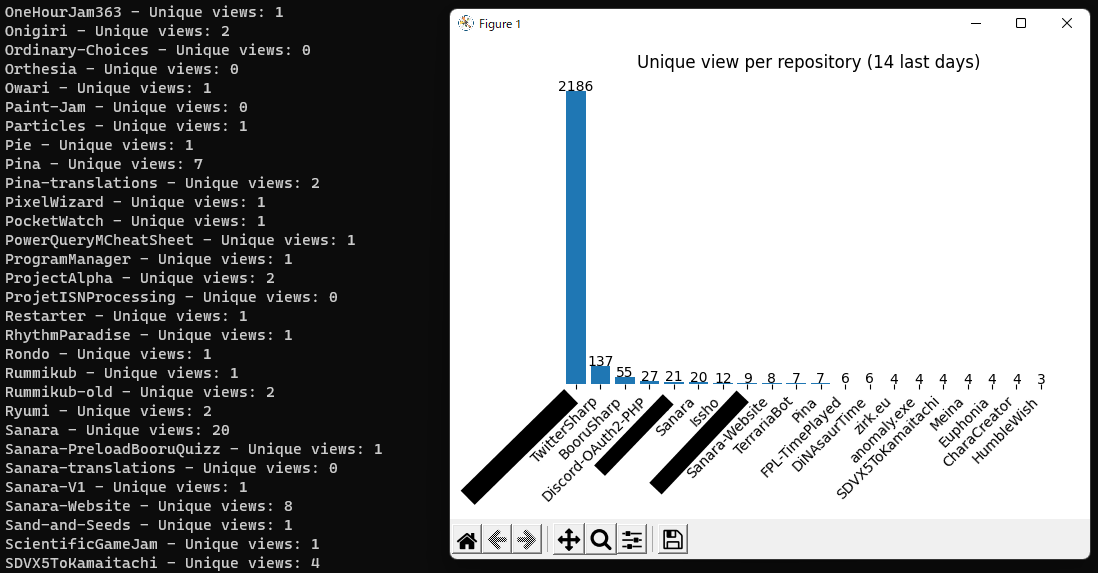 OneHourJam363 - Unique views: 1
Onigiri - Unique views: 2
Ordinary-Choices - Unique views: 0
Orthesia - Unique views: 0
Owari - Unique views: 1
Paint-Jam - Unique views: 0
Particles - Unique views: 1
Pie - Unique views: 1
Pina - Unique views: 7
Pina-translations - Unique views: 2
PixelWizard - Unique views: 1
PocketWatch - Unique views: 1
PowerQueryMCheatSheet - Unique views: 1
ProgramManager - Unique views: 1
ProjectAlpha - Unique views: 2
ProjetISNProcessing - Unique views: 0
Restarter - Unique views: 1
RhythmParadise - Unique views: 1
Rondo - Unique views: 1
Rummikub - Unique views: 1
Rummikub-old - Unique views: 2
Ryumi - Unique views: 2
Sanara - Unique views: 20
Sanara-PreloadBooruQuizz - Unique views: 1
Sanara-translations - Unique views: 0
Sanara-V1 - Unique views: 1
Sanara-Website - Unique views: 8
Sand-and-Seeds - Unique views: 1
ScientificGameJam - Unique views: 1
SDVX5ToKamaitachi - Unique views: 4
Figure 1
Unique view per repository (14 last days)
2186
137
55
27
21
20
12
9
8
7
7
6
6
4
4
4
4
4
4
3
TwitterSharp
BooruSharp
Discord-OAuth2-PHP
Sanara
Issho
Sanara-Website
TerrariaBot
Pina
FPL-TimePlayed
DiNAsaurTime
zirk.eu
anomaly.exe
SDVX5ToKamaitachi
Meina
Euphonia
CharaCreator
HumbleWish